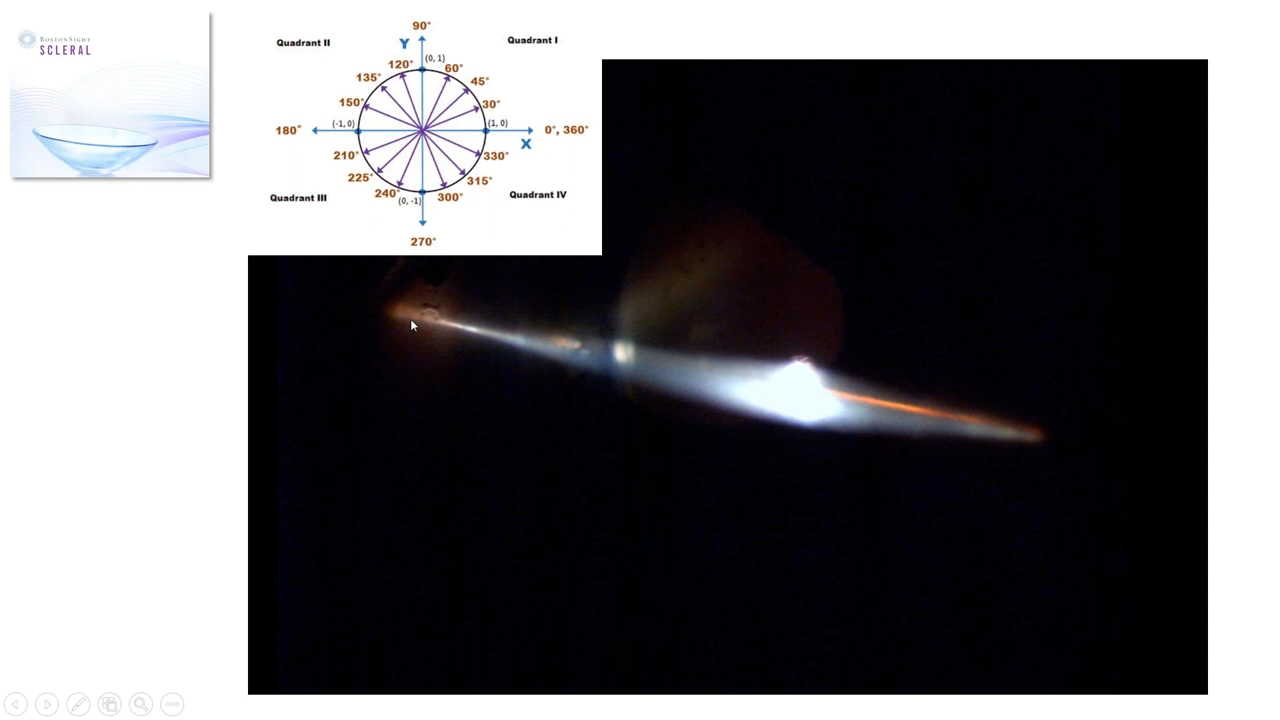 BOSTONSIGHT
SCLERAL
90°
Quadrant II
Y
Quadrant I
(0, 1)
120°
60°
135°
45°
150°
30°
(-1, 0)
(1, 0)
180°
0°, 360°
X
210°
330°
225°
315°
240°
300°
Quadrant III
(0, -1)
Quadrant IV
270°